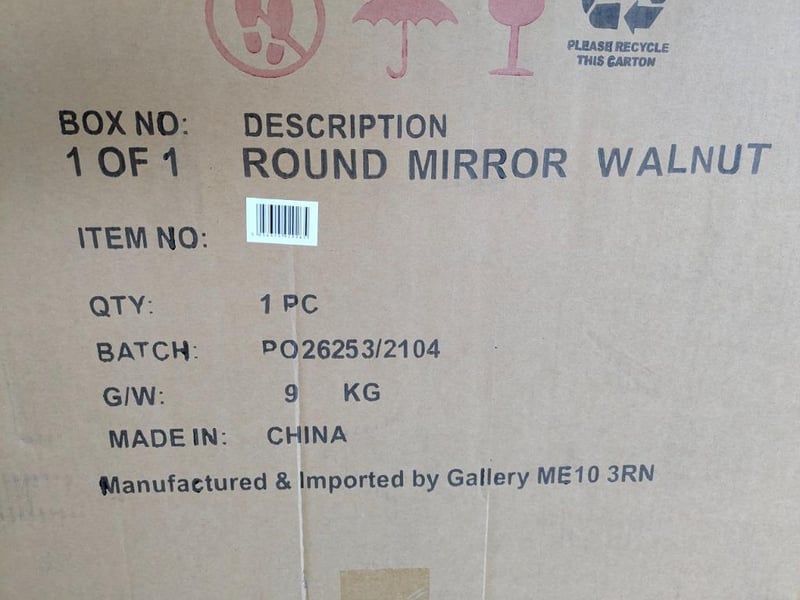 PLEASE RECYCLE
THIS CARTON
BOX NO: DESCRIPTION
1 OF 1 ROUND MIRROR WALNUT
ITEM NO:
QTY: 1 PC
BATCH: PO26253/2104
G/W: 9 KG
MADE IN: CHINA
Manufactured & Imported by Gallery ME10 3RN